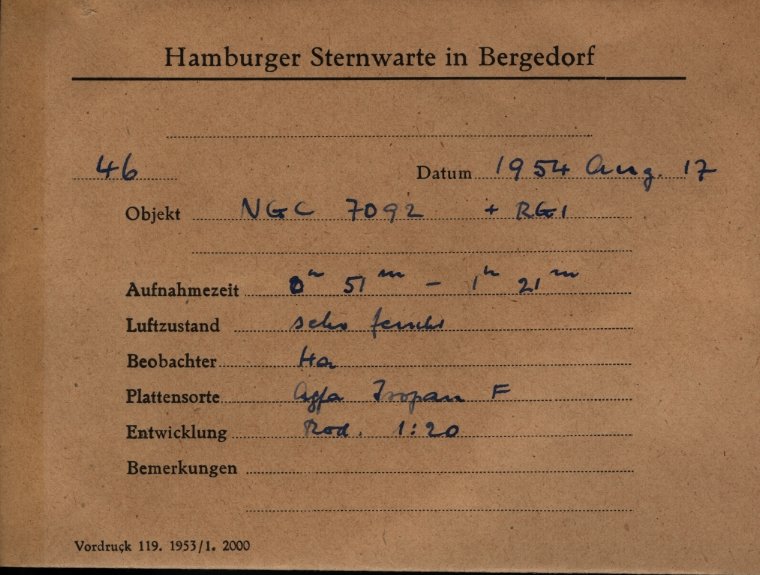 Hamburger Sternwarte in Bergedorf
46 Datum 1954 Aug. 17
Objekt NGC 7092 + RG1
Aufnahmezeit 0h 51m – 1h 21m
Luftzustand sehr feucht
Beobachter Ha
Plattensorte Agfa Isopan F
Entwicklung Rod. 1:20
Bemerkungen
Vordruck 119. 1953/1. 2000